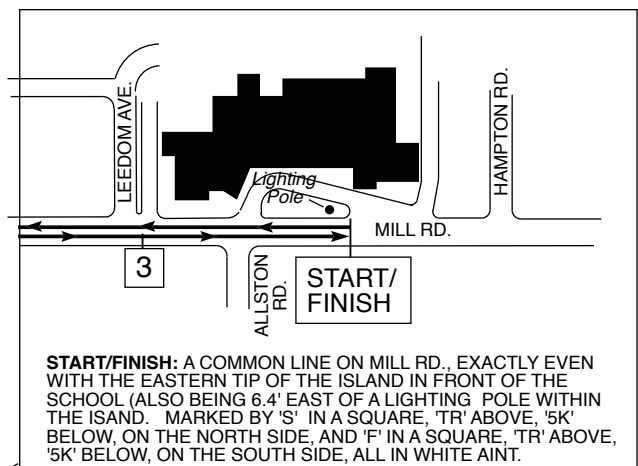 LEEDOM AVE.
HAMPTON RD.
Lighting
Pole
MILL RD.
3
START/
FINISH
ALLSTON
RD.
START/FINISH: A COMMON LINE ON MILL RD., EXACTLY EVEN
WITH THE EASTERN TIP OF THE ISLAND IN FRONT OF THE
SCHOOL (ALSO BEING 6.4' EAST OF A LIGHTING POLE WITHIN
THE ISAND. MARKED BY 'S' IN A SQUARE, 'TR' ABOVE, '5K'
BELOW, ON THE NORTH SIDE, AND 'F' IN A SQUARE, 'TR' ABOVE,
'5K' BELOW, ON THE SOUTH SIDE, ALL IN WHITE AINT.